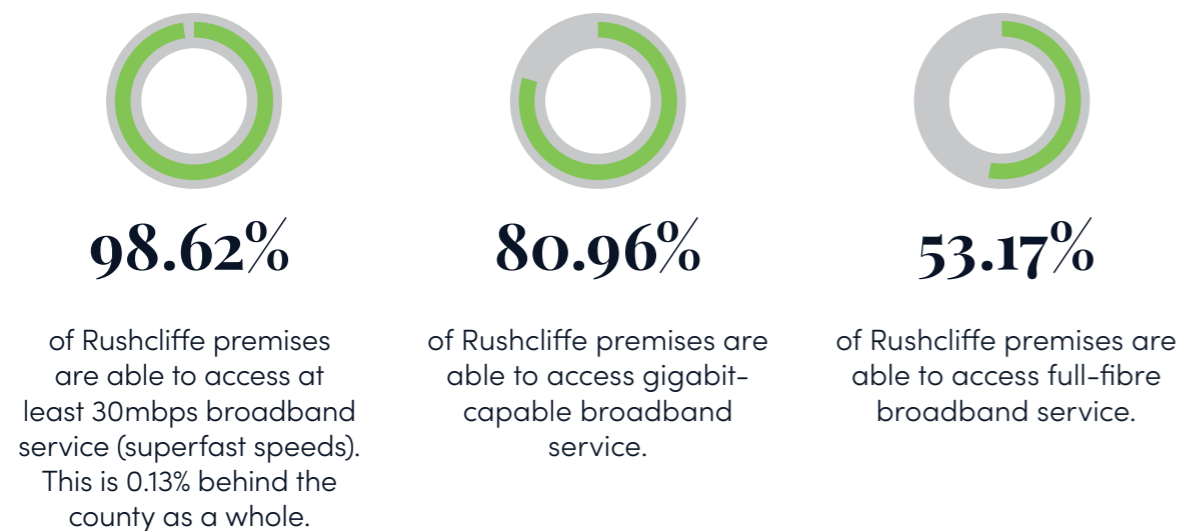 98.62%
of Rushcliffe premises
are able to access at
least 30mbps broadband
service (superfast speeds).
This is 0.13% behind the
county as a whole.
80.96%
of Rushcliffe premises are
able to access gigabit-
capable broadband
service.
53.17%
of Rushcliffe premises are
able to access full-fibre
broadband service.